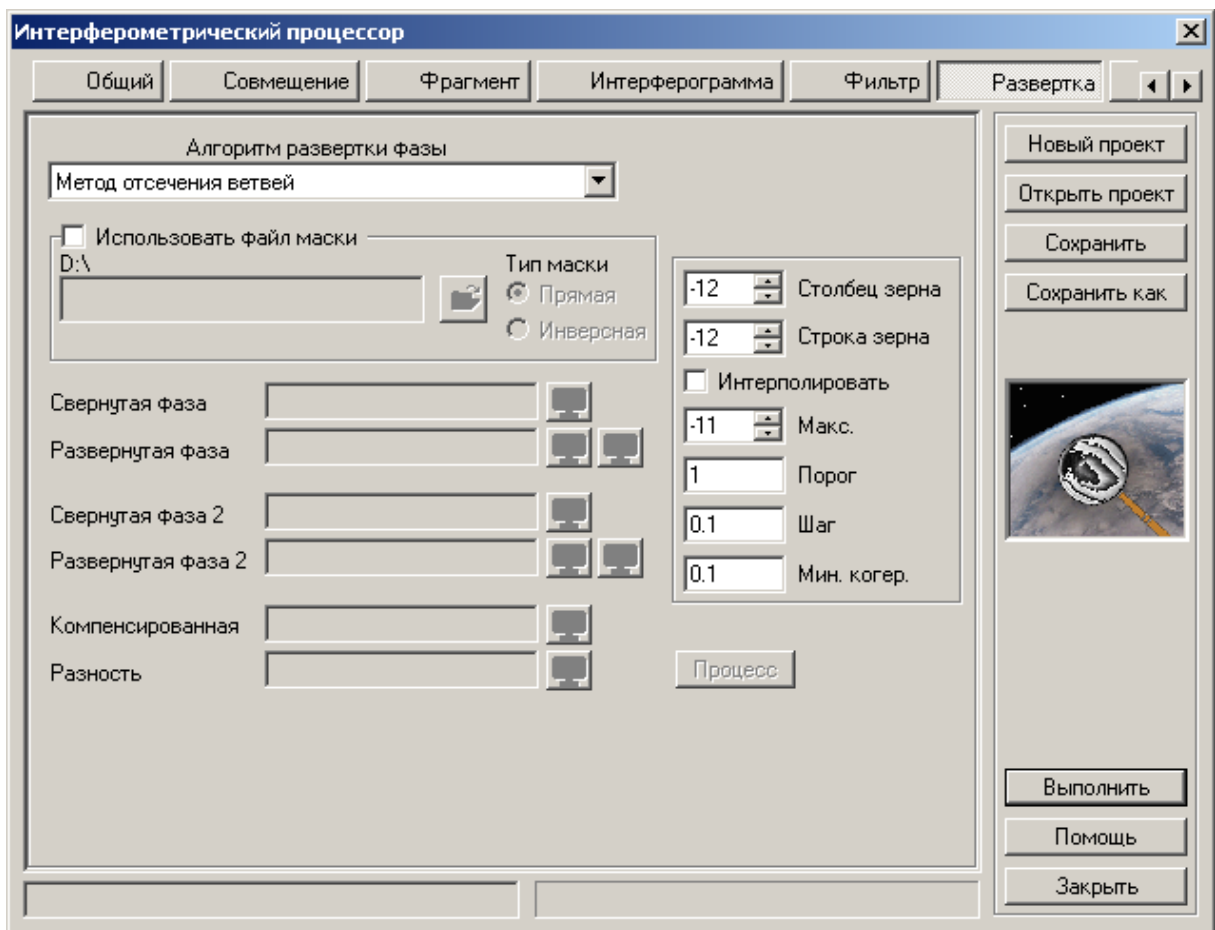 Интерферометрический процессор
Общий Совмещение Фрагмент Интерферограмма Фильтр Развертка
Алгоритм развертки фазы
Метод отсечения ветвей
Использовать файл маски
D:\
Тип маски
Прямая
Инверсная
Свернутая фаза
Развернутая фаза
Свернутая фаза 2
Развернутая фаза 2
Компенсированная
Разность
-12 Столбец зерна
-12 Строка зерна
Интерполировать
-11 Макс.
1 Порог
0.1 Шаг
0.1 Мин. когер.
Процесс
Новый проект
Открыть проект
Сохранить
Сохранить как
Выполнить
Помощь
Закрыть